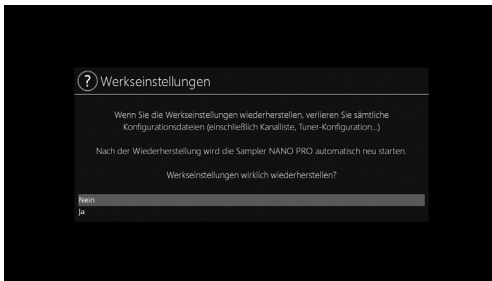 ? Werkseinstellungen
Wenn Sie die Werkseinstellungen wiederherstellen, verlieren Sie sämtliche
Konfigurationsdateien (einschließlich Kanalliste, Tuner-Konfiguration...)
Nach der Wiederherstellung wird die Sampler NANO PRO automatisch neu starten.
Werkseinstellungen wirklich wiederherstellen?
Nein
Ja